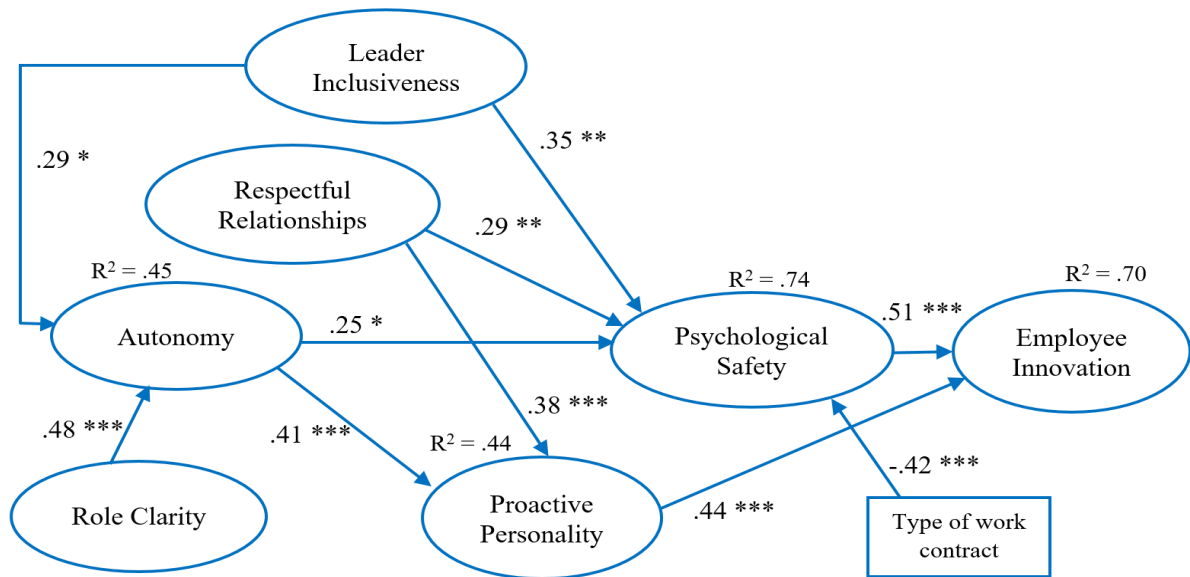 Leader
Inclusiveness
.35 **
.29 *
Respectful
Relationships
.29 **
R² = .45
R² = .74
R² = .70
Autonomy
.25 *
Psychological
Safety
.51 ***
Employee
Innovation
.48 ***
.41 ***
.38 ***
R² = .44
-.42 ***
Role Clarity
Proactive
Personality
.44 ***
Type of work
contract